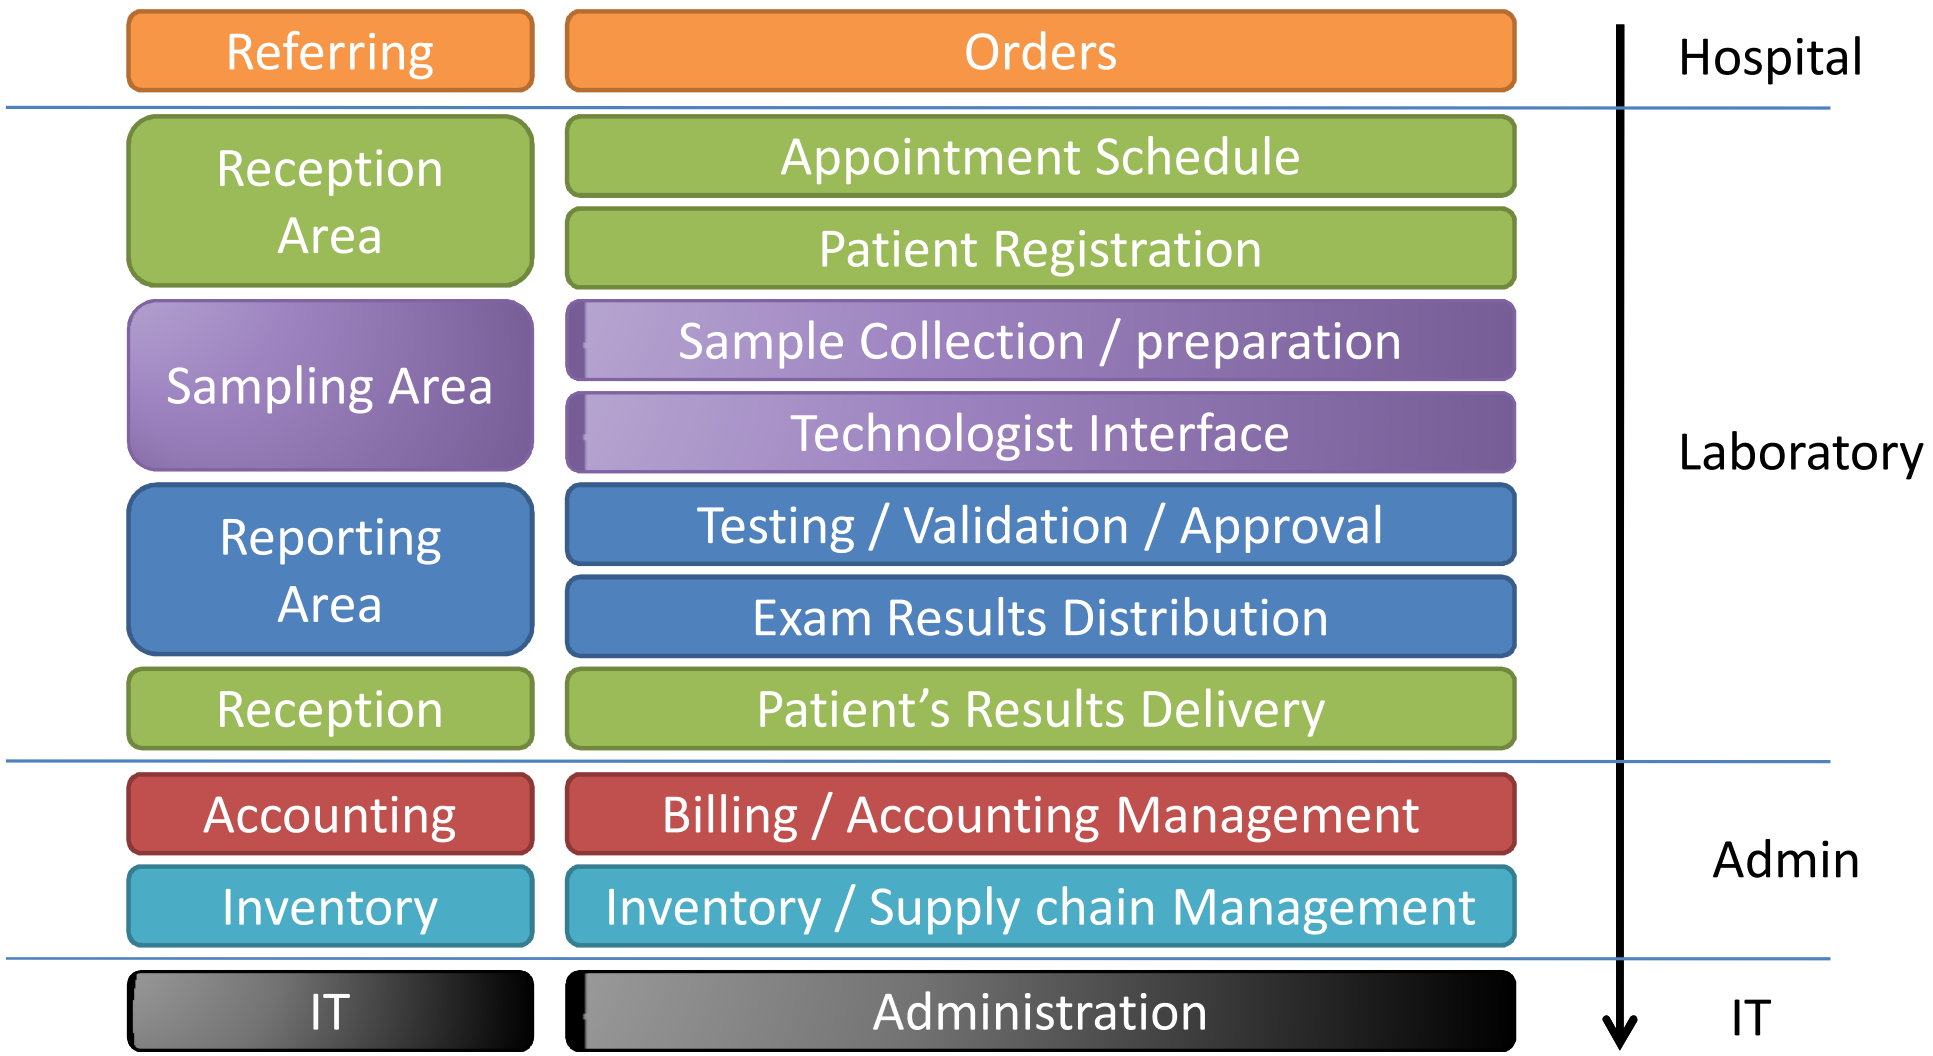 Referring
Orders
Hospital
Reception
Area
Appointment Schedule
Patient Registration
Sampling Area
Sample Collection / preparation
Technologist Interface
Laboratory
Reporting
Area
Testing / Validation / Approval
Exam Results Distribution
Reception
Patient’s Results Delivery
Accounting
Billing / Accounting Management
Admin
Inventory
Inventory / Supply chain Management
IT
Administration
IT